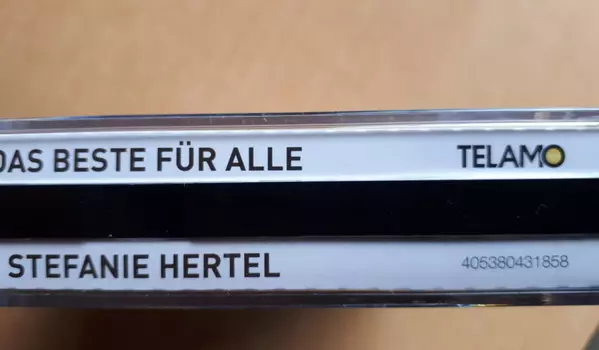 DAS BESTE FÜR ALLE TELAMO
STEFANIE HERTEL 405380431858